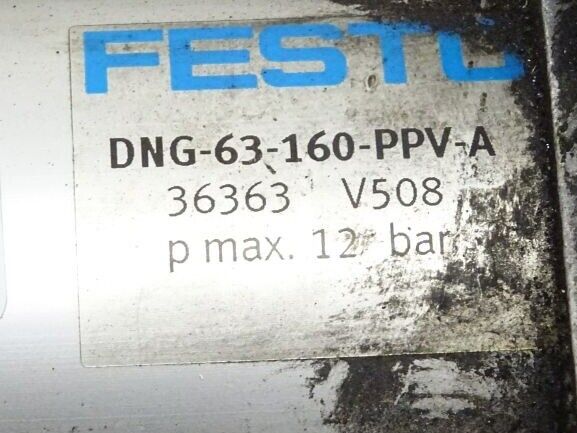 FESTO
DNG-63-160-PPV-A
36363 V508
p max. 12 bar